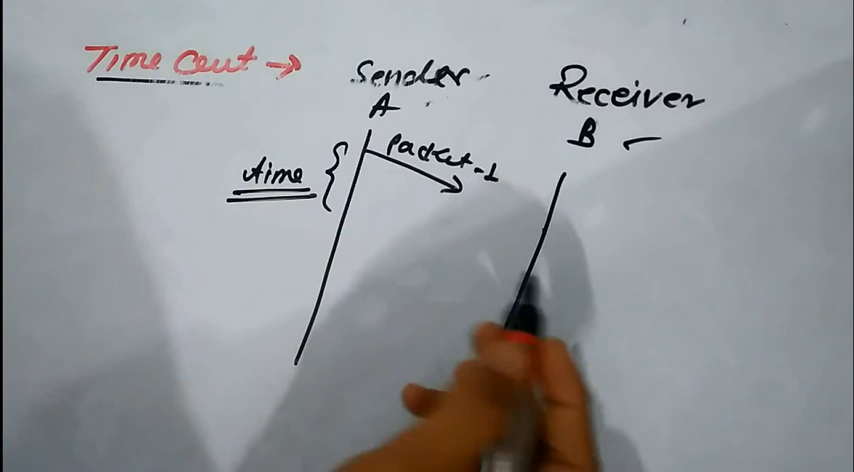 Time Out →
Sender
A
Receiver
B
Packet-1
time